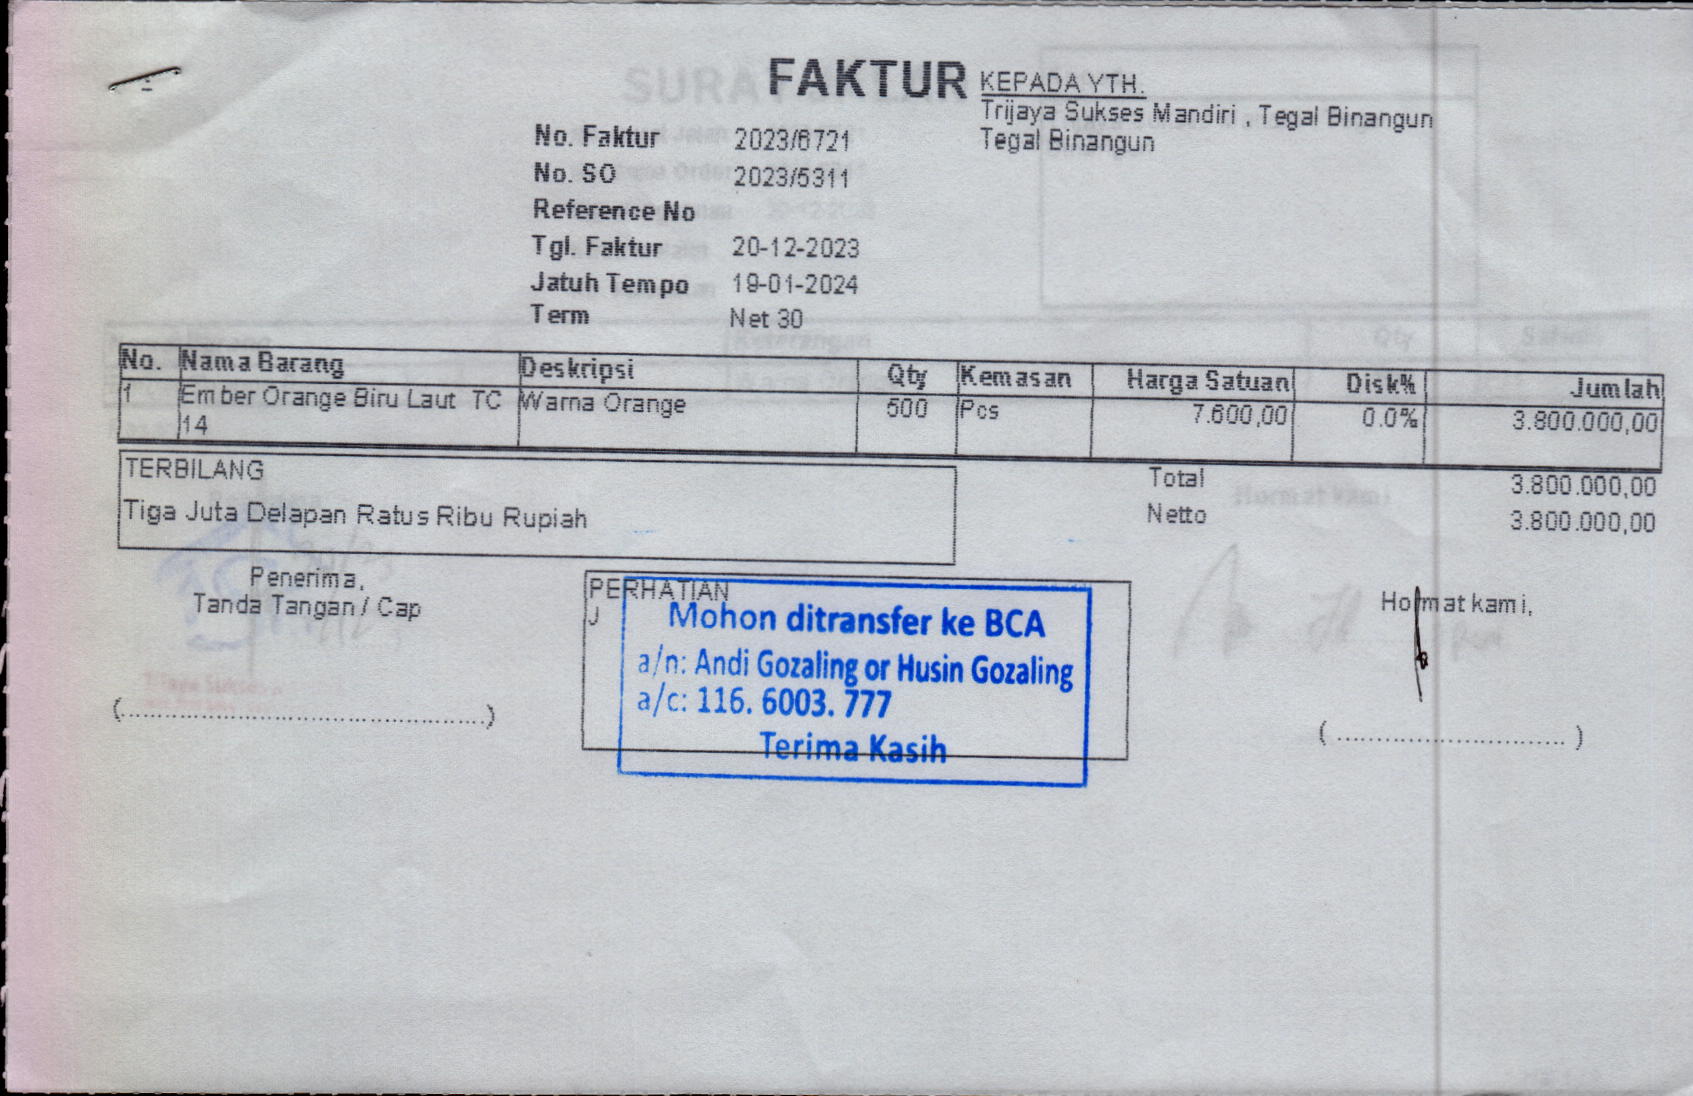 FAKTUR
KEPADA YTH.
Trijaya Sukses Mandiri , Tegal Binangun
Tegal Binangun
No. Faktur 2023/6721
No. SO 2023/5311
Reference No
Tgl. Faktur 20-12-2023
Jatuh Tempo 19-01-2024
Term Net 30
No. Nama Barang Deskripsi Qty Kemasan Harga Satuan Disk% Jumlah
1 Ember Orange Biru Laut TC Warna Orange 500 Pcs 7.600,00 0.0% 3.800.000,00
14
TERBILANG
Tiga Juta Delapan Ratus Ribu Rupiah
Total 3.800.000,00
Netto 3.800.000,00
Penerima,
Tanda Tangan / Cap
(..............................................)
PERHATIAN
J
Mohon ditransfer ke BCA
a/n: Andi Gozaling or Husin Gozaling
a/c: 116. 6003. 777
Terima Kasih
Hormat kami,
( ............................. )